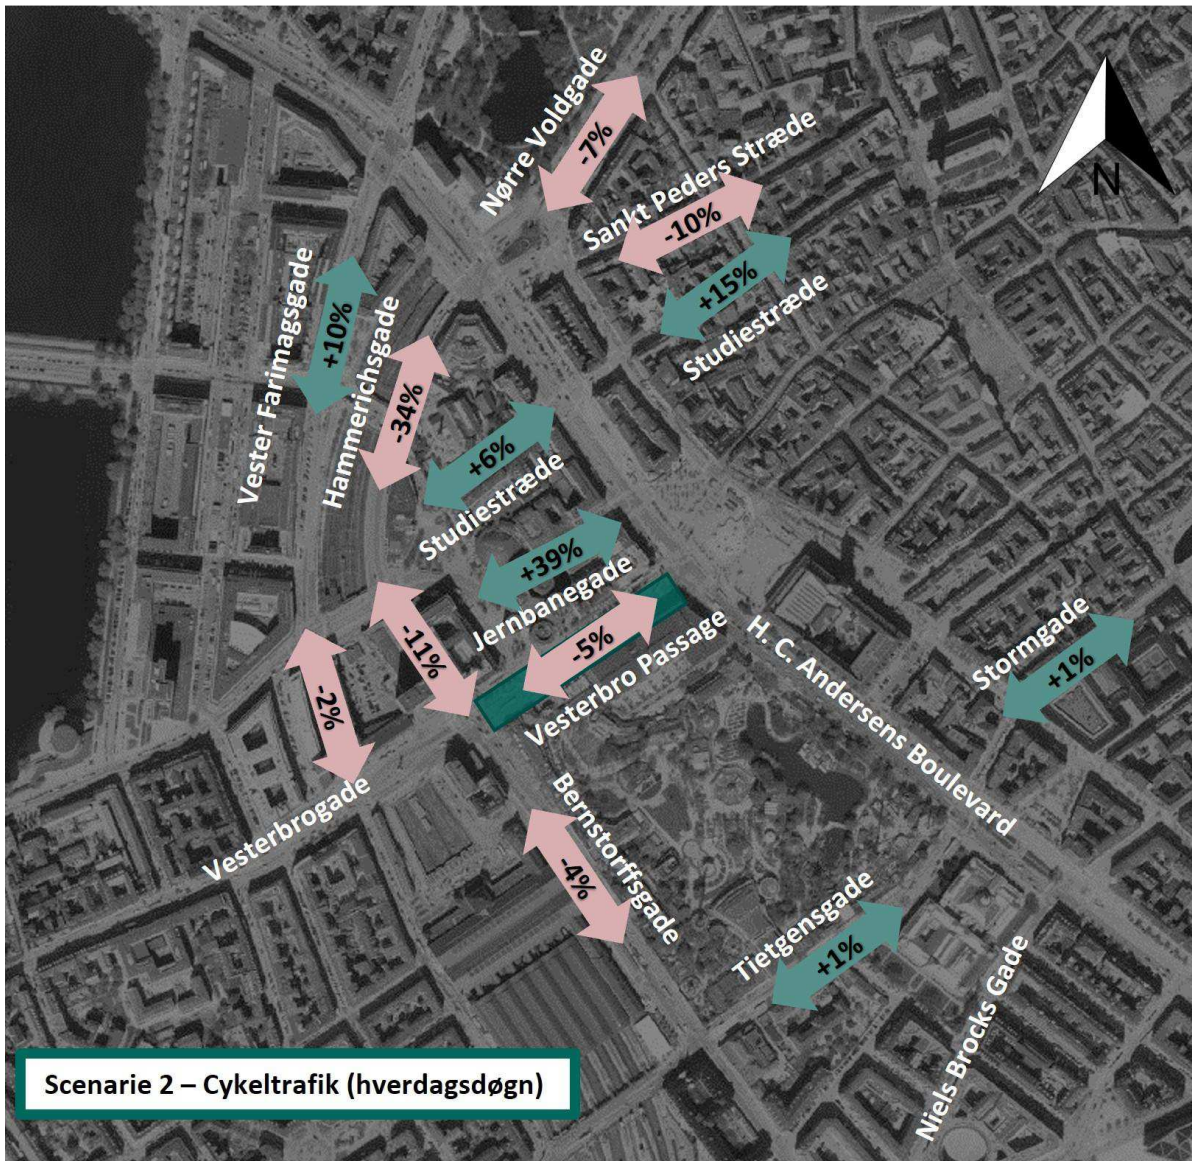 Nørre Voldgade
-7%
Sankt Peders Stræde
-10%
N
+15%
Studiestræde
Vester Farimagsgade
+10%
Hammerichsgade
-34%
+6%
Studiestræde
+39%
Jernbanegade
-11%
-5%
Vesterbro Passage
-2%
Vesterbrogade
H. C. Andersens Boulevard
Stormgade
+1%
Bernstorffsgade
-4%
Tietgensgade
+1%
Niels Brocks Gade
Scenarie 2 – Cykeltrafik (hverdagsdøgn)